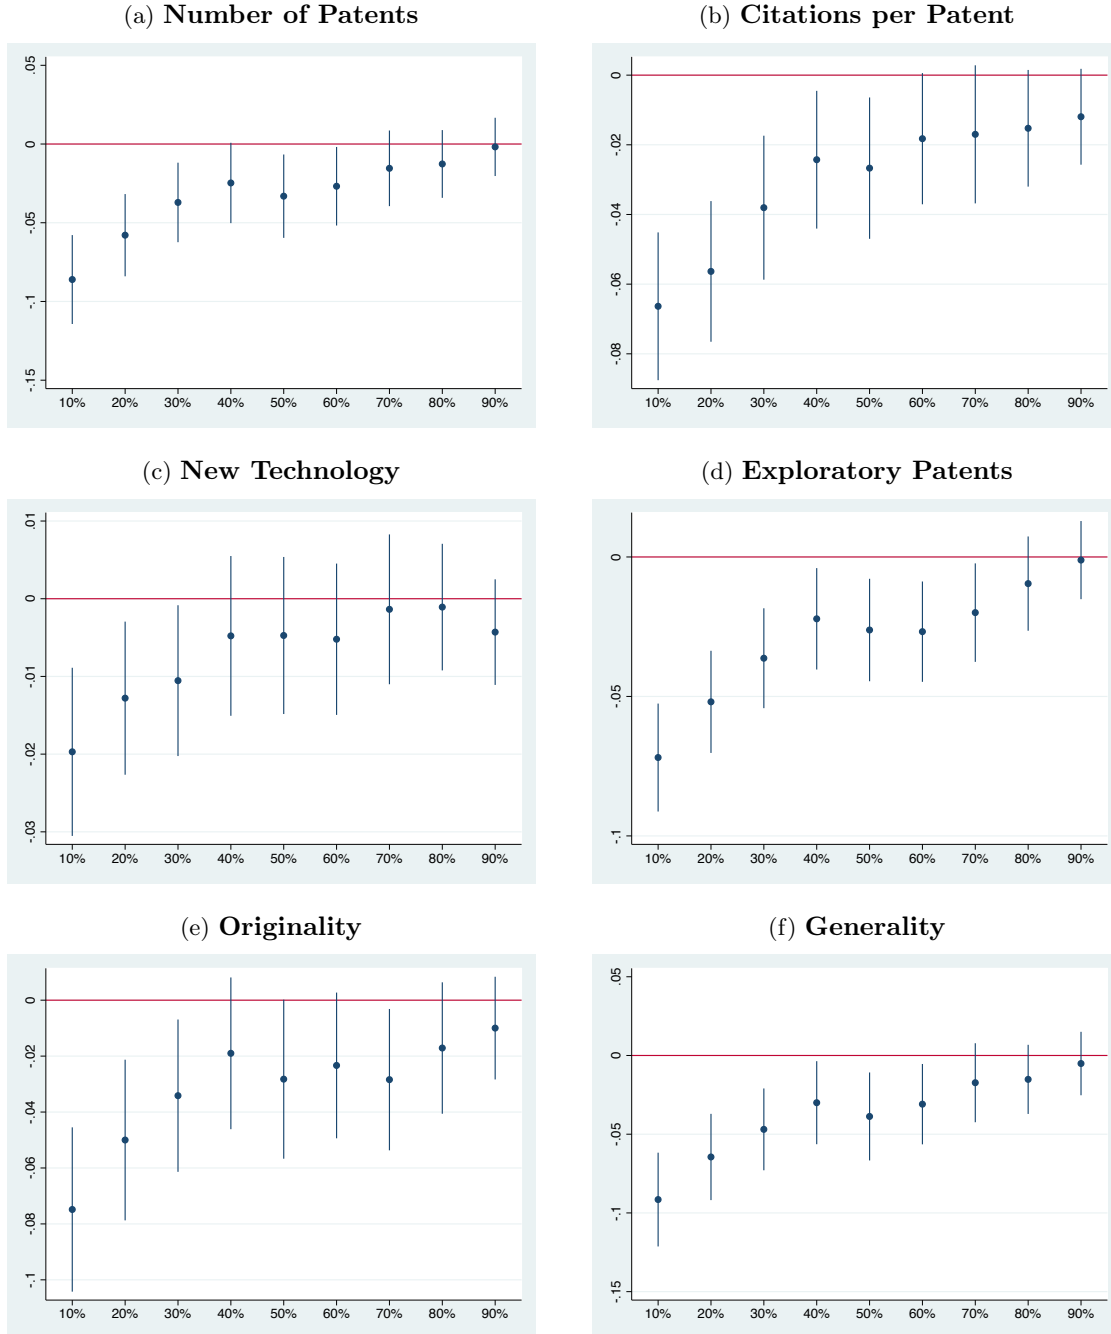 (a) Number of Patents
(b) Citations per Patent
.05
0
-.05
-.1
-.15
10% 20% 30% 40% 50% 60% 70% 80% 90%
0
-.02
-.04
-.06
-.08
10% 20% 30% 40% 50% 60% 70% 80% 90%
(c) New Technology
(d) Exploratory Patents
.01
0
-.01
-.02
-.03
10% 20% 30% 40% 50% 60% 70% 80% 90%
0
-.05
-.1
10% 20% 30% 40% 50% 60% 70% 80% 90%
(e) Originality
(f) Generality
0
-.02
-.04
-.06
-.08
-.1
10% 20% 30% 40% 50% 60% 70% 80% 90%
.05
0
-.05
-.1
-.15
10% 20% 30% 40% 50% 60% 70% 80% 90%